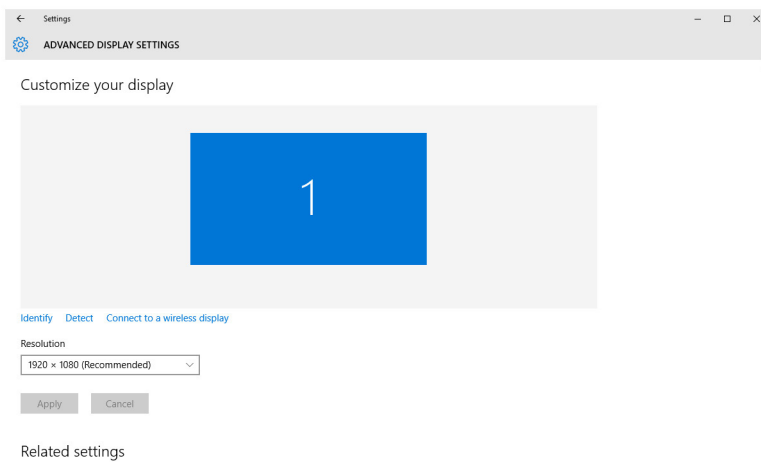 Settings
ADVANCED DISPLAY SETTINGS
Customize your display
1
Identify Detect Connect to a wireless display
Resolution
1920 × 1080 (Recommended)
Apply Cancel
Related settings